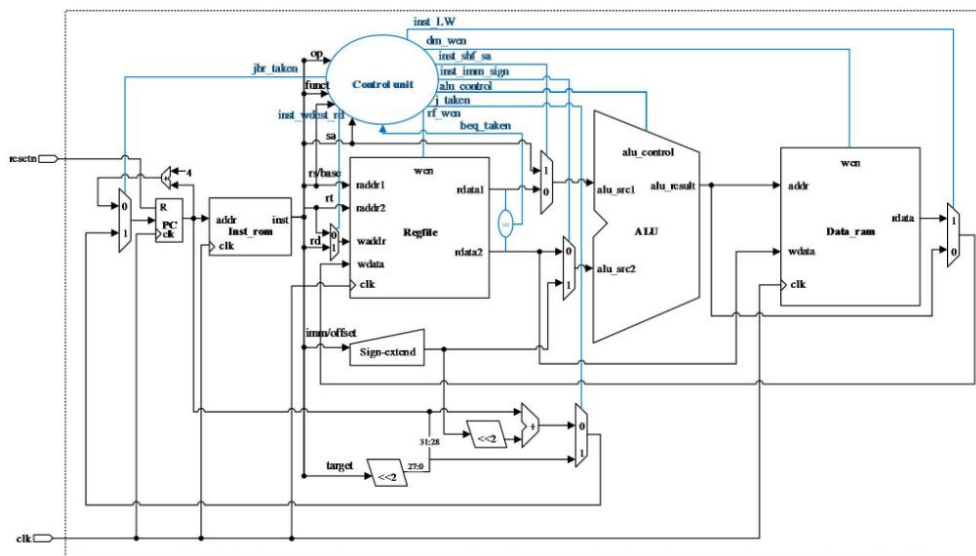 inst_LW
dm_wen
inst_shf_sa
inst_imm_sign
alu_control
j_taken
rf_wen
beq_taken
op
jbr_taken
funct
Control unit
inst_wdest_rd
sa
resetn
4
+
0
1
R
PC
clk
addr
inst
Inst_rom
clk
rs/base
rt
rd
0
1
wen
raddr1
rdata1
raddr2
Regfile
waddr
rdata2
wdata
clk
=
1
0
0
1
alu_control
alu_src1
alu_result
ALU
alu_src2
wen
addr
rdata
Data_ram
wdata
clk
1
0
imm/offset
Sign-extend
31:28
<<2
+
0
1
target
<<2
27:0
clk